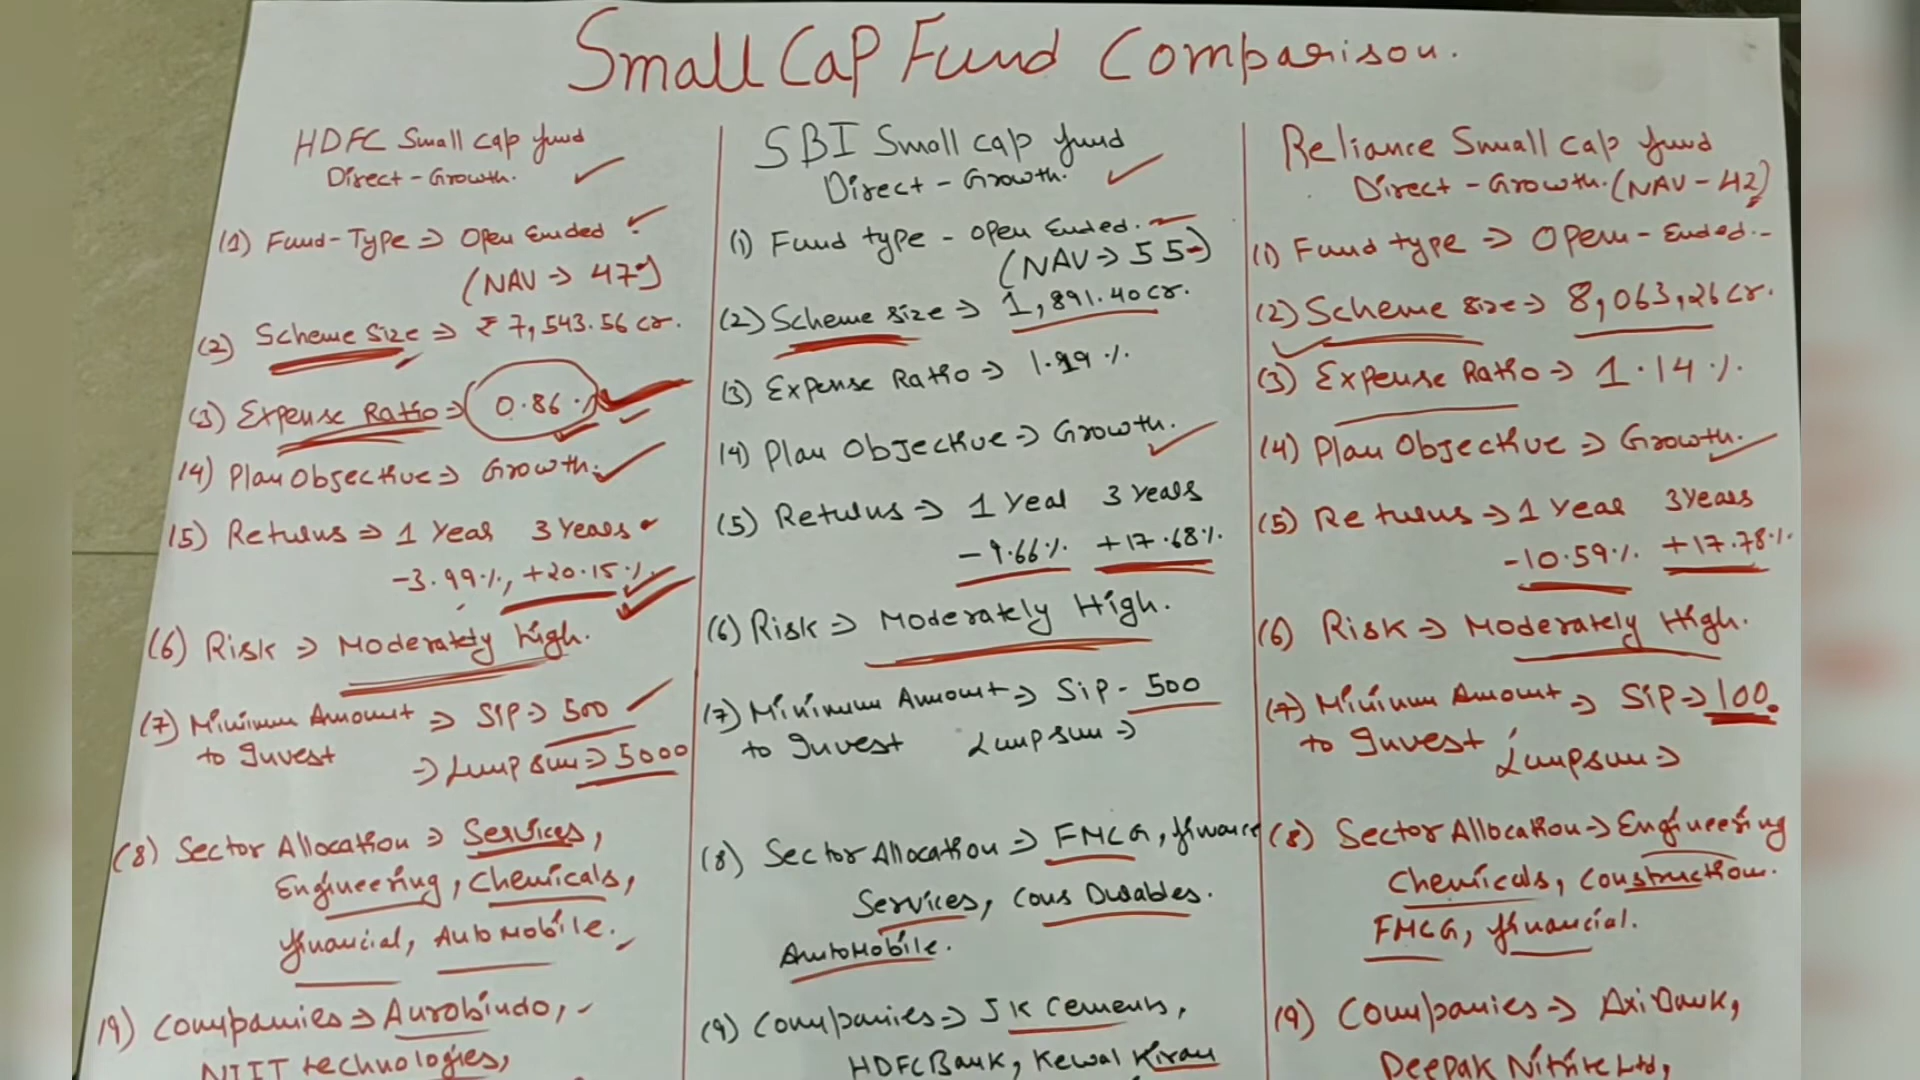 Small Cap Fund Comparison.
HDFC Small cap fund
Direct - Growth.
(1) Fund-Type => Open Ended
(NAV → 47)
(2) Scheme Size => ₹ 7,543.56 cr.
(3) Expense Ratio => 0.86 %
(4) Plan Objective => Growth.
(5) Returns => 1 Year 3 Years
-3.99%, +20.15%
(6) Risk => Moderately high.
(7) Minimum Amount => SIP => 500
to Invest => Lumpsum => 5000
(8) Sector Allocation => Services,
Engineering, Chemicals,
financial, Automobile.
(9) Companies => Aurobindo,
NIIT technologies,
SBI Small cap fund
Direct - Growth.
(1) Fund type - Open Ended.
(NAV → 55)
(2) Scheme size => 1,891.40 cr.
(3) Expense Ratio =>
(4) Plan Objective => Growth.
(5) Returns => 1 Year 3 Years
-9.66% +17.68%
(6) Risk => Moderately High.
(7) Minimum Amount => Sip - 500
to Invest Lumpsum =>
(8) Sector Allocation => FMCG, finance
Services, Cons Durables.
Automobile.
(9) Companies => JK Cements,
HDFC Bank, Kewal Kiran
Reliance Small cap fund
Direct - Growth. (NAV - 42)
(1) Fund type => Open - Ended.
(2) Scheme size => 8,063,26 cr.
(3) Expense Ratio => 1.14 %
(4) Plan Objective => Growth.
(5) Returns => 1 Year 3 Years
-10.59% +17.78%
(6) Risk => Moderately High.
(7) Minimum Amount => SIP => 100.
to Invest Lumpsum =>
(8) Sector Allocation => Engineering
Chemicals, Construction.
FMCG, financial.
(9) Companies => Axi Bank,
Deepak Nitrite Ltd,